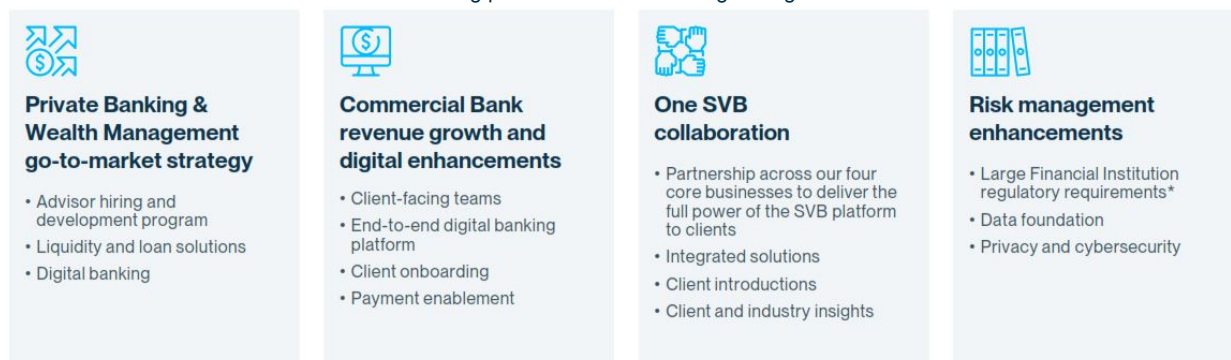 Private Banking &
Wealth Management
go-to-market strategy
• Advisor hiring and
development program
• Liquidity and loan solutions
• Digital banking
Commercial Bank
revenue growth and
digital enhancements
• Client-facing teams
• End-to-end digital banking
platform
• Client onboarding
• Payment enablement
One SVB
collaboration
• Partnership across our four
core businesses to deliver the
full power of the SVB platform
to clients
• Integrated solutions
• Client introductions
• Client and industry insights
Risk management
enhancements
• Large Financial Institution
regulatory requirements*
• Data foundation
• Privacy and cybersecurity